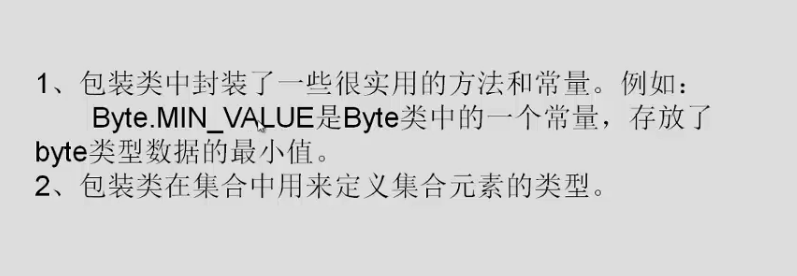 1、包装类中封装了一些很实用的方法和常量。例如：
Byte.MIN_VALUE是Byte类中的一个常量，存放了
byte类型数据的最小值。
2、包装类在集合中用来定义集合元素的类型。